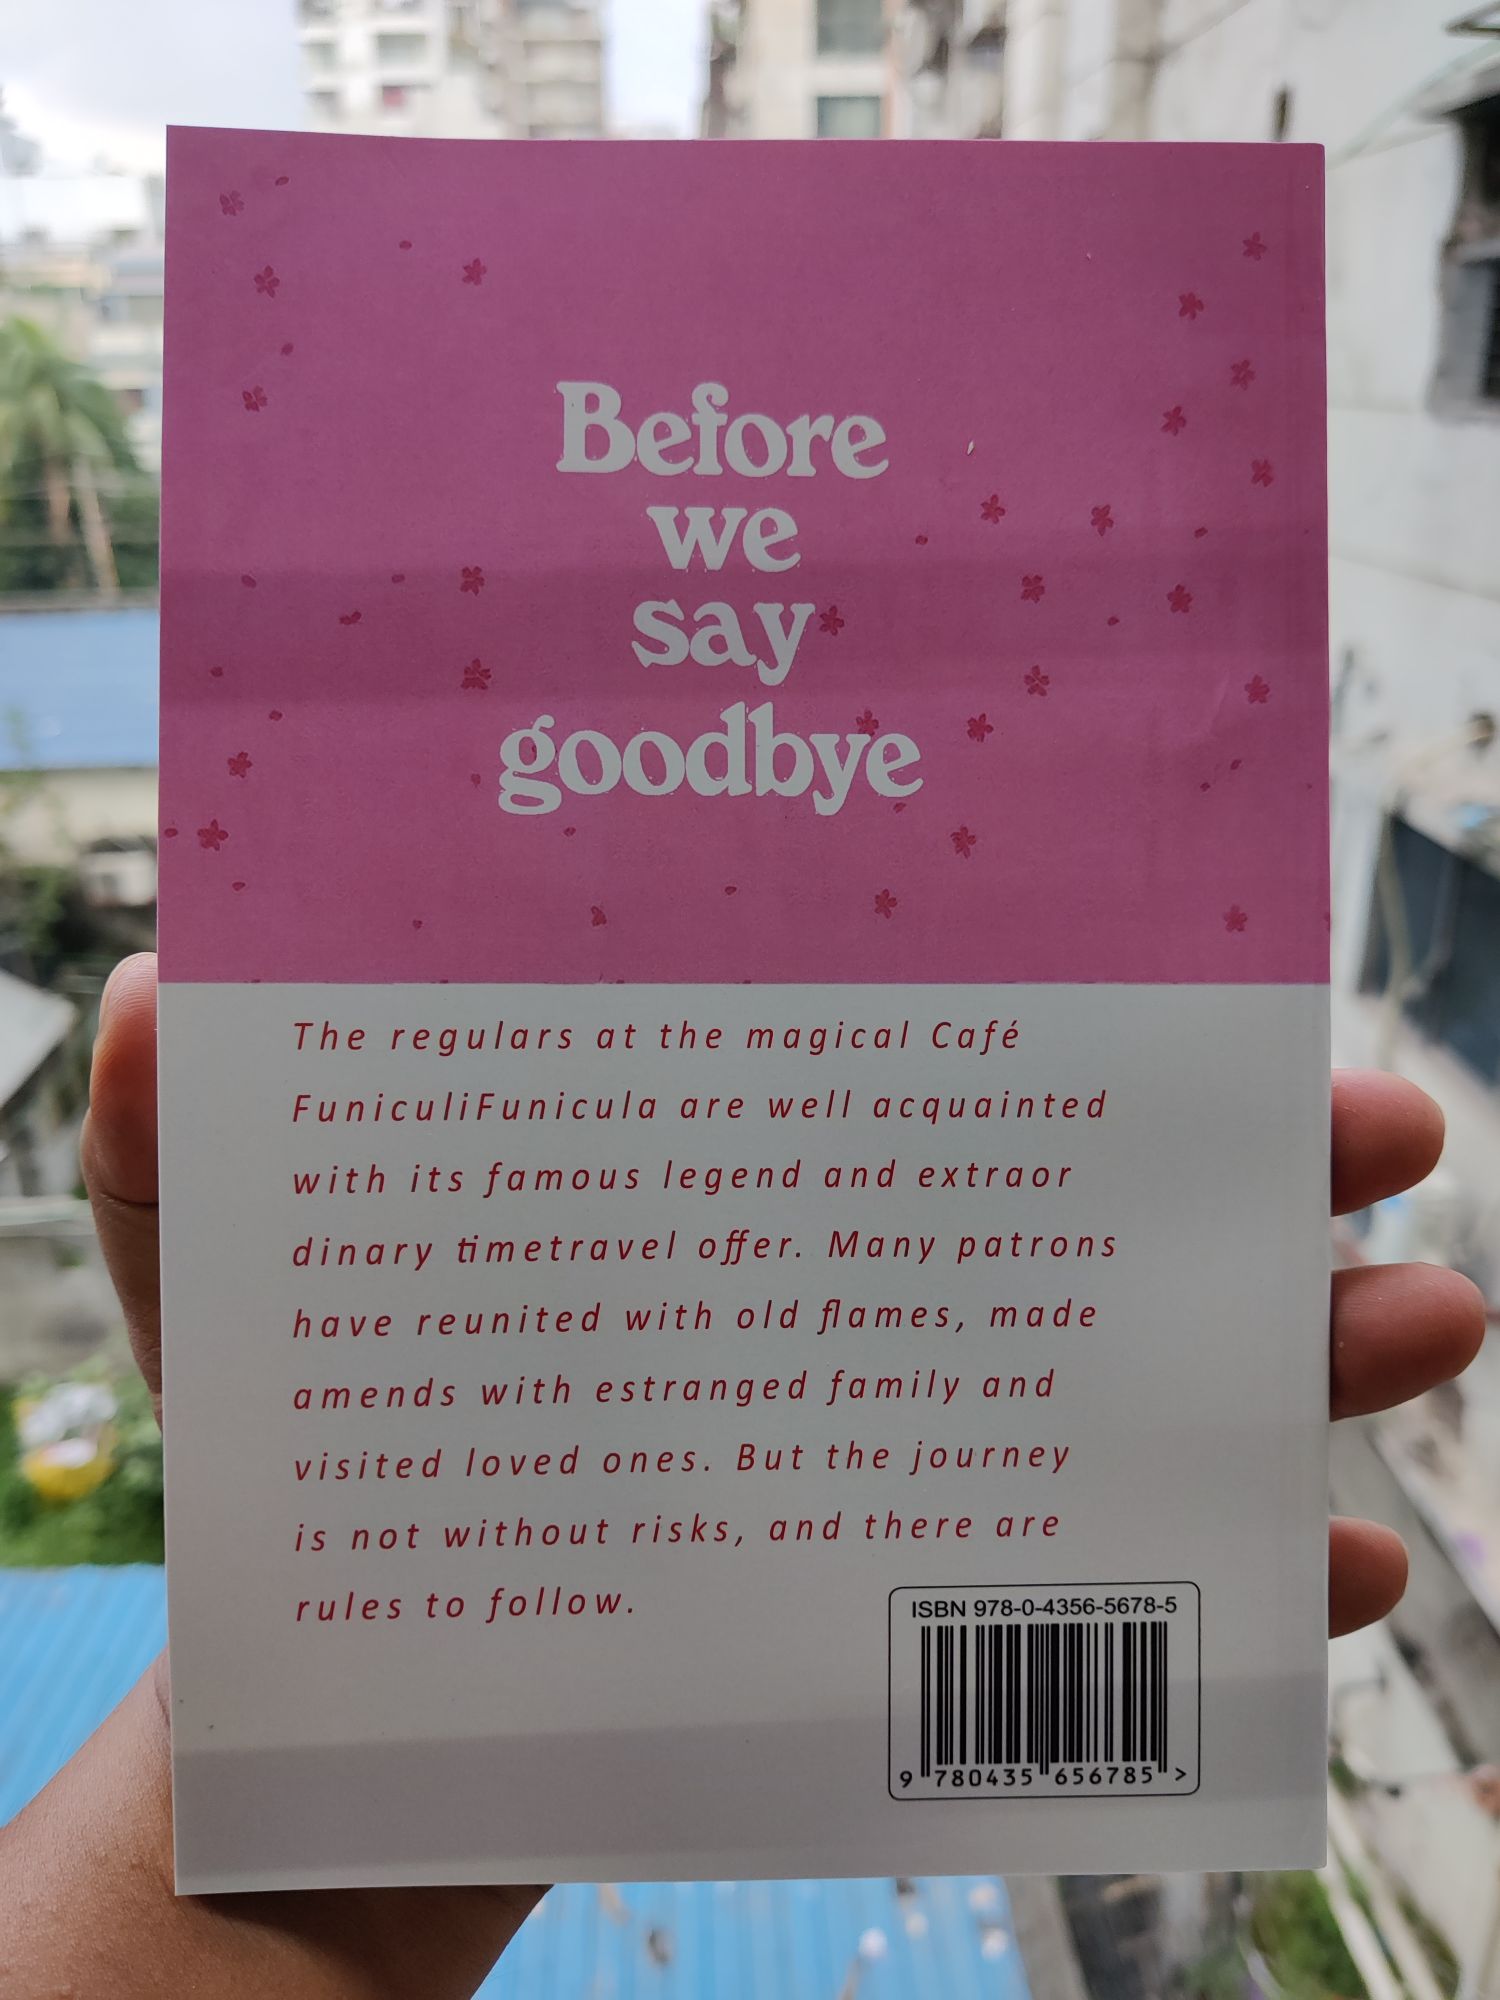 Before
we
say
goodbye
The regulars at the magical Café
FuniculiFunicula are well acquainted
with its famous legend and extraor
dinary timetravel offer. Many patrons
have reunited with old flames, made
amends with estranged family and
visited loved ones. But the journey
is not without risks, and there are
rules to follow.
ISBN 978-0-4356-5678-5
9 780435 656785 >